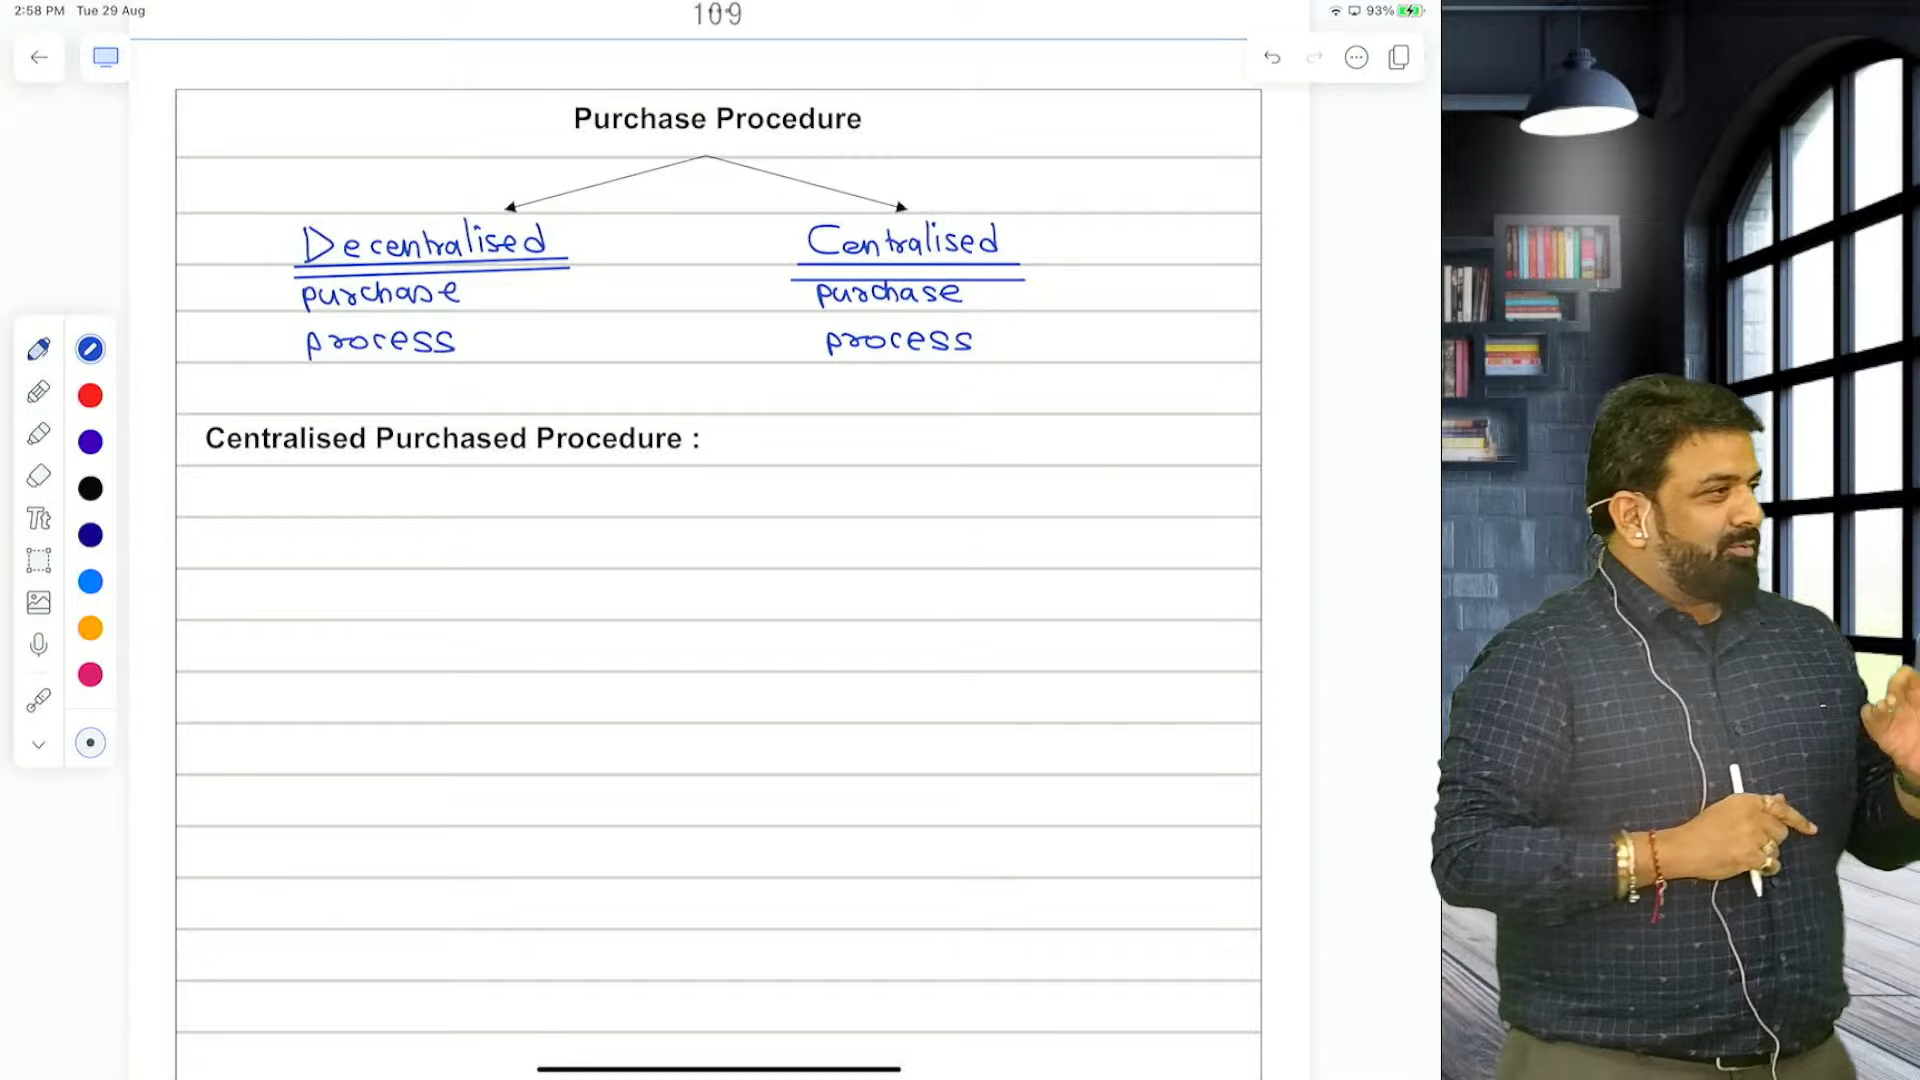 2:58 PM Tue 29 Aug
109
93%
Purchase Procedure
Decentralised
purchase
process
Centralised
purchase
process
Centralised Purchased Procedure :
Tt